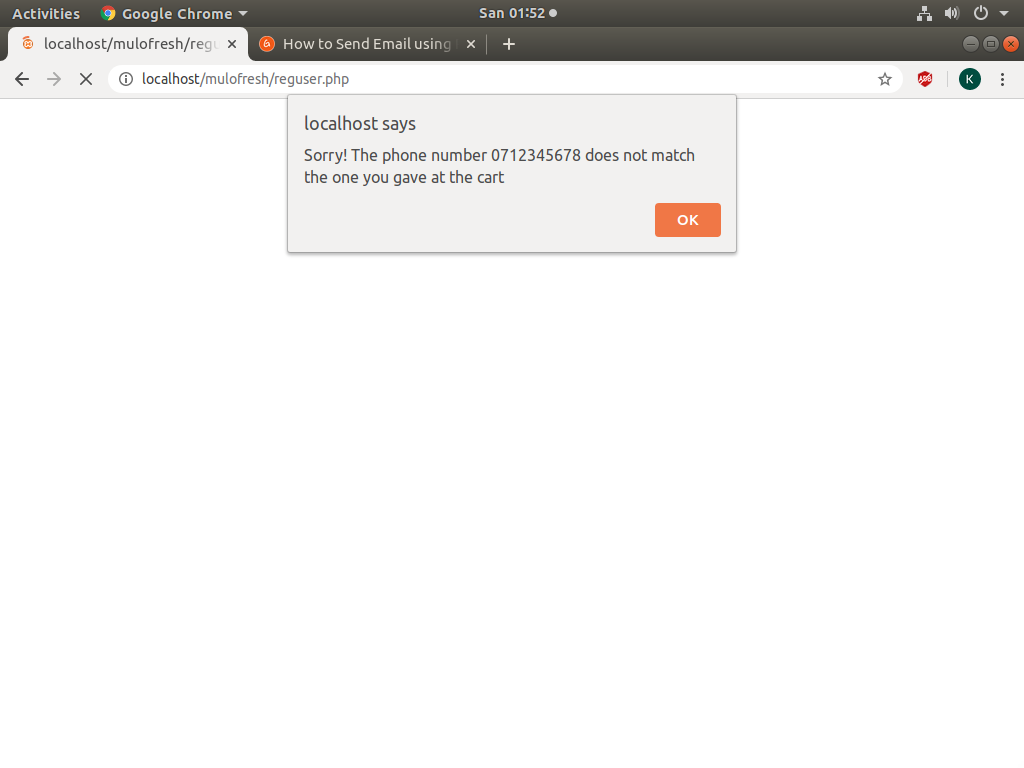 Activities Google Chrome San 01:52
localhost/mulofresh/regu How to Send Email using
localhost/mulofresh/reguser.php ABP K
localhost says
Sorry! The phone number 0712345678 does not match
the one you gave at the cart
OK